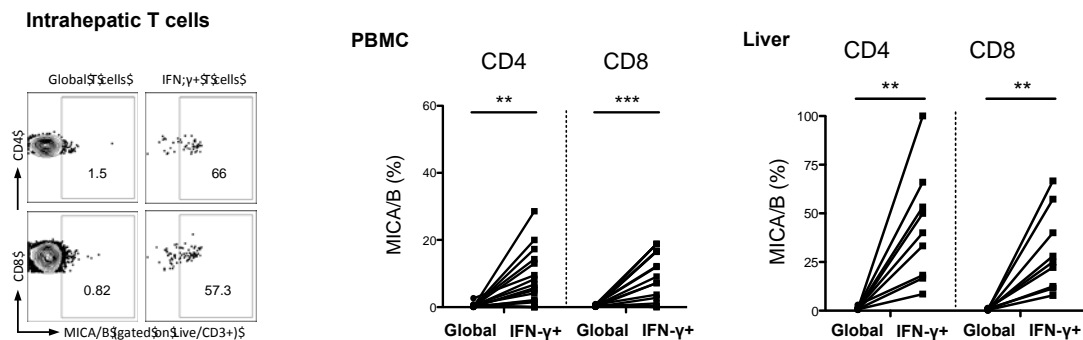 Intrahepatic T cells
Global$T$cells$
IFN;γ+$T$cells$
CD4$
1.5
66
CD8$
0.82
57.3
MICA/B$(gated$on$Live/CD3+)$
PBMC
CD4
CD8
**
***
MICA/B (%)
60
40
20
0
Global
IFN-γ+
Global
IFN-γ+
Liver
CD4
CD8
**
**
MICA/B (%)
100
75
50
25
0
Global
IFN-γ+
Global
IFN-γ+